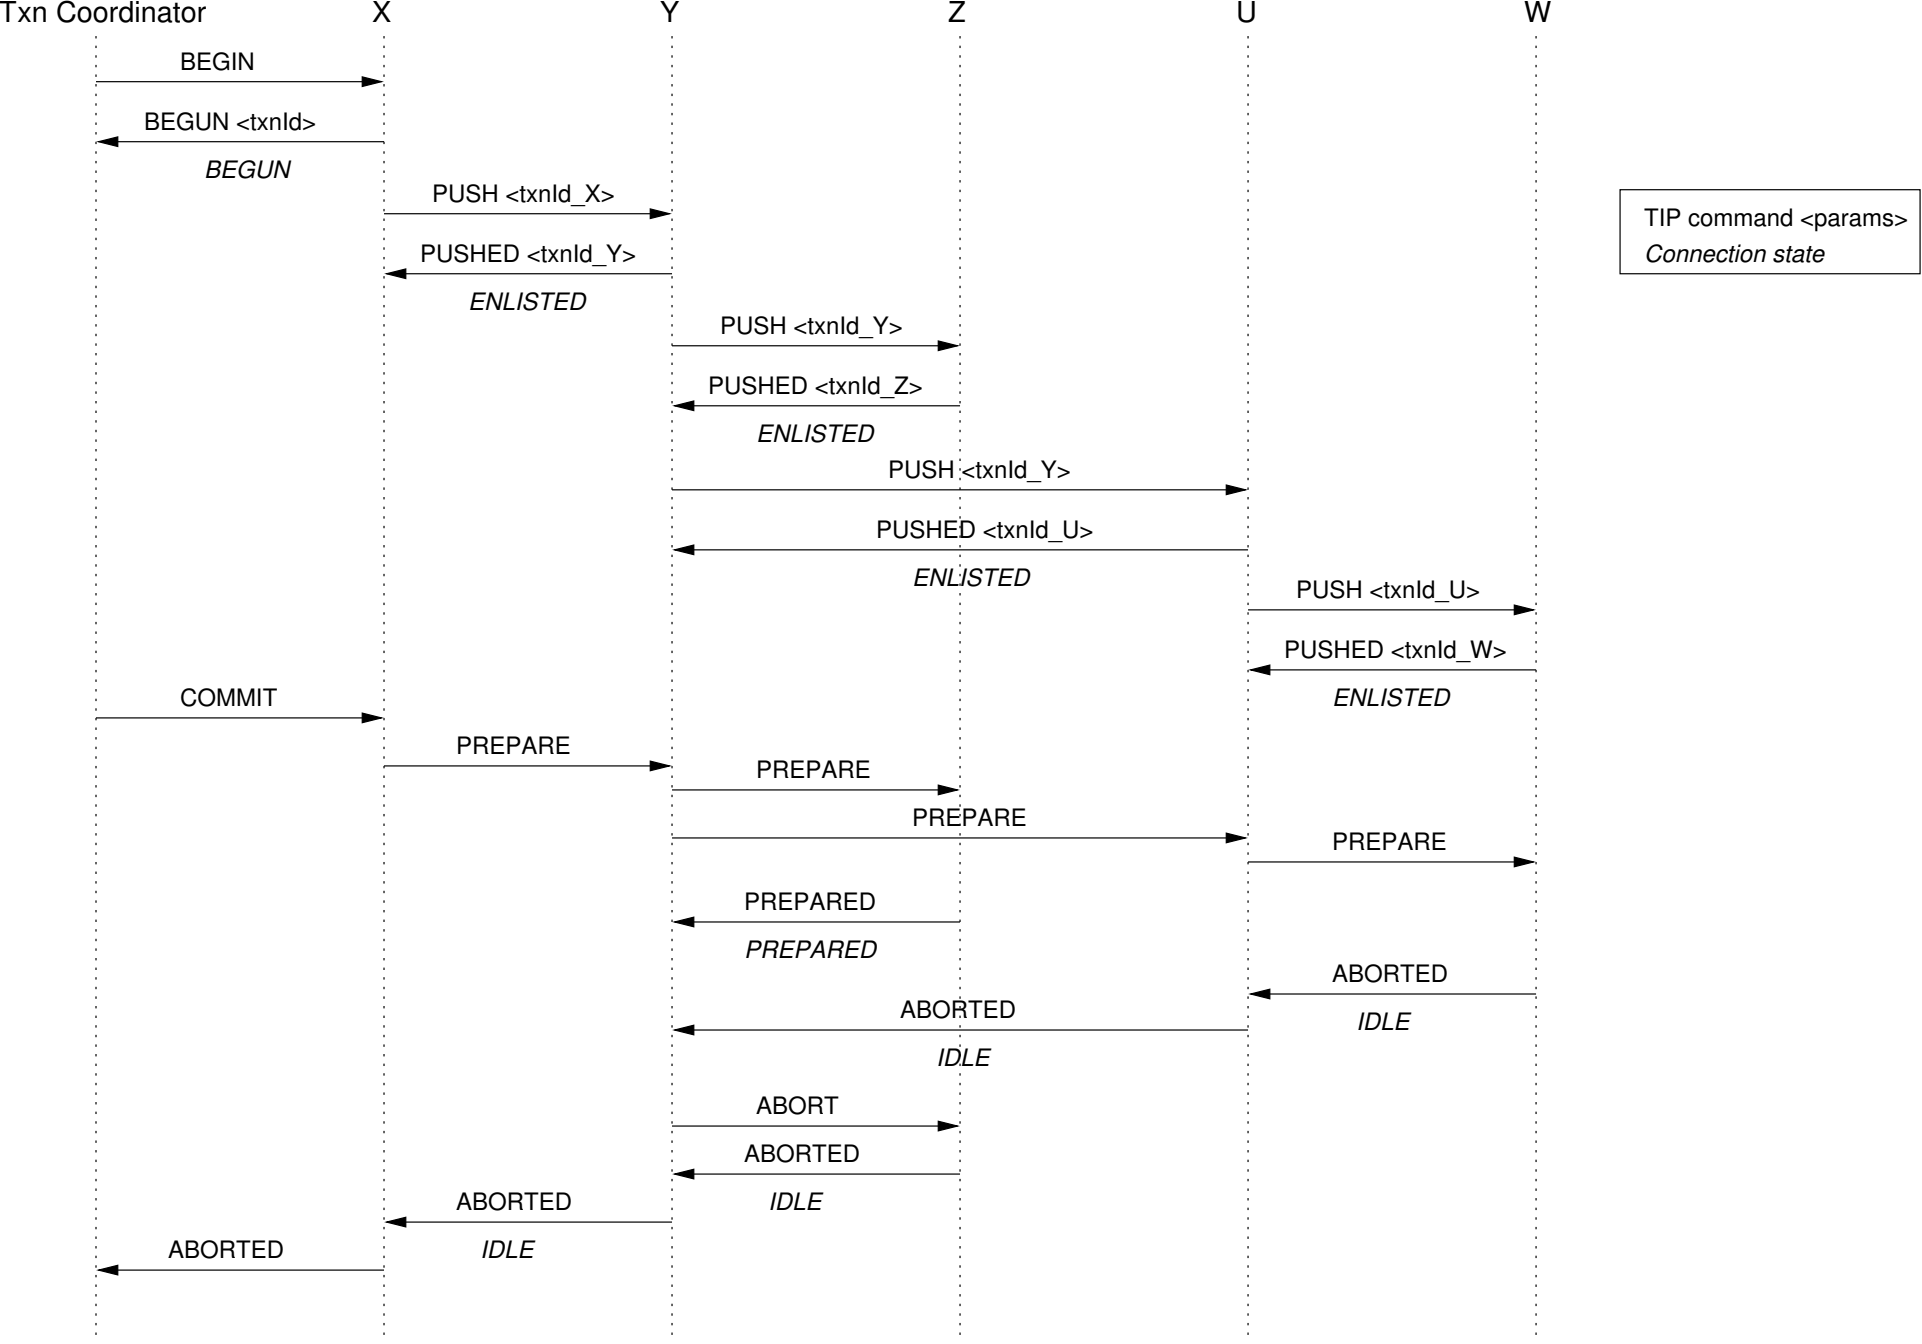 Txn Coordinator X Y Z U W
BEGIN
BEGUN <txnId>
BEGUN
PUSH <txnId_X>
TIP command <params>
Connection state
PUSHED <txnId_Y>
ENLISTED
PUSH <txnId_Y>
PUSHED <txnId_Z>
ENLISTED
PUSH <txnId_Y>
PUSHED <txnId_U>
ENLISTED
PUSH <txnId_U>
PUSHED <txnId_W>
ENLISTED
COMMIT
PREPARE
PREPARE
PREPARE
PREPARE
PREPARED
PREPARED
ABORTED
IDLE
ABORTED
IDLE
ABORT
ABORTED
IDLE
ABORTED
IDLE
ABORTED